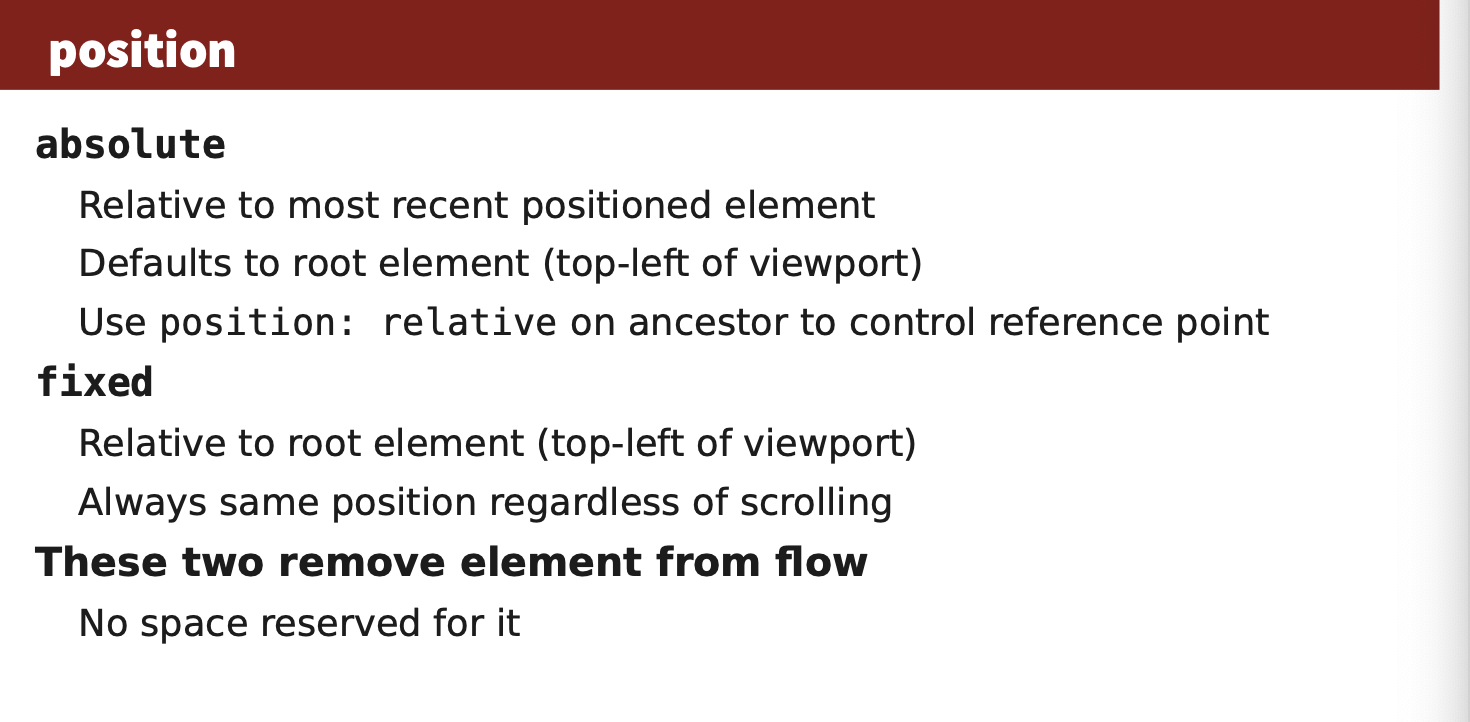 position
absolute
Relative to most recent positioned element
Defaults to root element (top-left of viewport)
Use position: relative on ancestor to control reference point
fixed
Relative to root element (top-left of viewport)
Always same position regardless of scrolling
These two remove element from flow
No space reserved for it